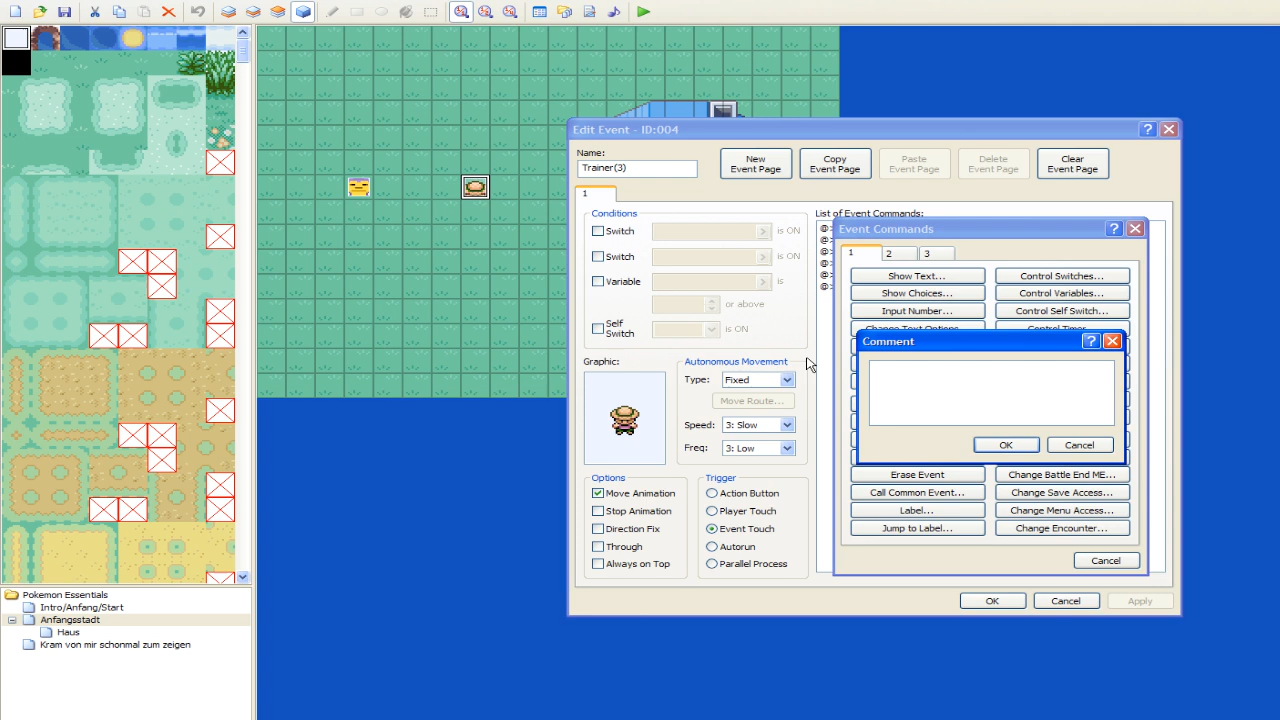 Edit Event - ID:004
Name:
Trainer(3)
New
Event Page
Copy
Event Page
Paste
Event Page
Delete
Event Page
Clear
Event Page
1
Conditions
Switch
is ON
Switch
is ON
Variable
is
or above
Self
Switch
is ON
Graphic:
Autonomous Movement
Type:
Fixed
Move Route...
Speed:
3: Slow
Freq:
3: Low
Options
Move Animation
Stop Animation
Direction Fix
Through
Always on Top
Trigger
Action Button
Player Touch
Event Touch
Autorun
Parallel Process
List of Event Commands:
@>
@>
@>
@>
@>
@>
Event Commands
1
2
3
Show Text...
Control Switches...
Show Choices...
Control Variables...
Input Number...
Control Self Switch...
Change Text Options...
Control Timer...
Comment
OK
Cancel
Erase Event
Change Battle End ME...
Call Common Event...
Change Save Access...
Label...
Change Menu Access...
Jump to Label...
Change Encounter...
Cancel
OK
Cancel
Apply
Pokemon Essentials
Intro/Anfang/Start
Anfangsstadt
Haus
Kram von mir schonmal zum zeigen